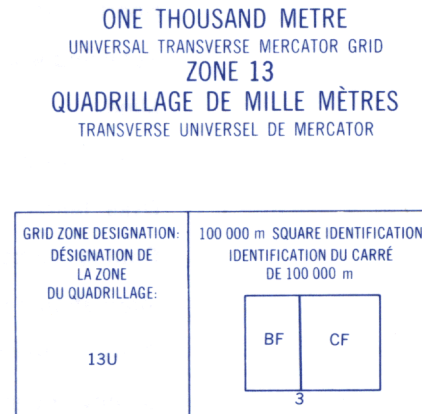 ONE THOUSAND METRE
UNIVERSAL TRANSVERSE MERCATOR GRID
ZONE 13
QUADRILLAGE DE MILLE MÈTRES
TRANSVERSE UNIVERSEL DE MERCATOR
GRID ZONE DESIGNATION:
DÉSIGNATION DE
LA ZONE
DU QUADRILLAGE:
13U
100 000 m SQUARE IDENTIFICATION
IDENTIFICATION DU CARRÉ
DE 100 000 m
BF CF
3